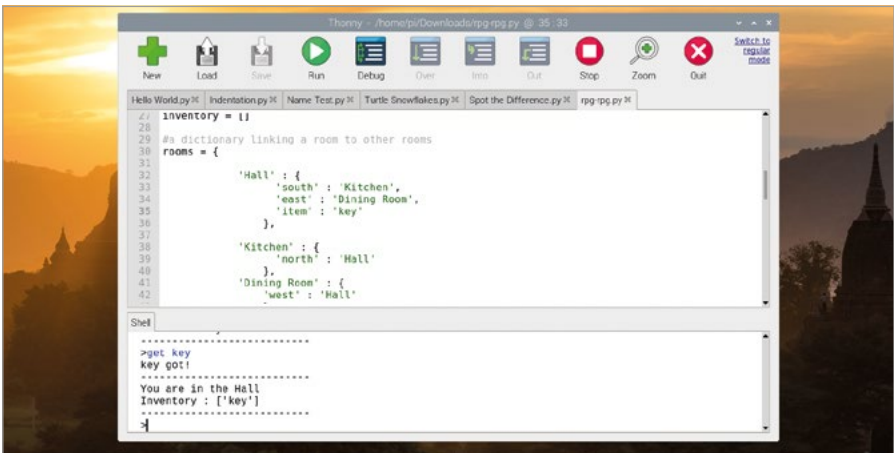 Thonny - /home/pi/Downloads/rpg-rpg.py @ 35:33
Switch to
regular
mode
New Load Save Run Debug Over Into Out Stop Zoom Quit
Hello World.py Indentation.py Name Test.py Turtle Snowflakes.py Spot the Difference.py rpg-rpg.py
27 inventory = []
28
29 #a dictionary linking a room to other rooms
30 rooms = {
31
32 'Hall' : {
33 'south' : 'Kitchen',
34 'east' : 'Dining Room',
35 'item' : 'key'
36 },
37
38 'Kitchen' : {
39 'north' : 'Hall'
40 },
41 'Dining Room' : {
42 'west' : 'Hall'
Shell
---------------------------
>get key
key got!
---------------------------
You are in the Hall
Inventory : ['key']
---------------------------
>